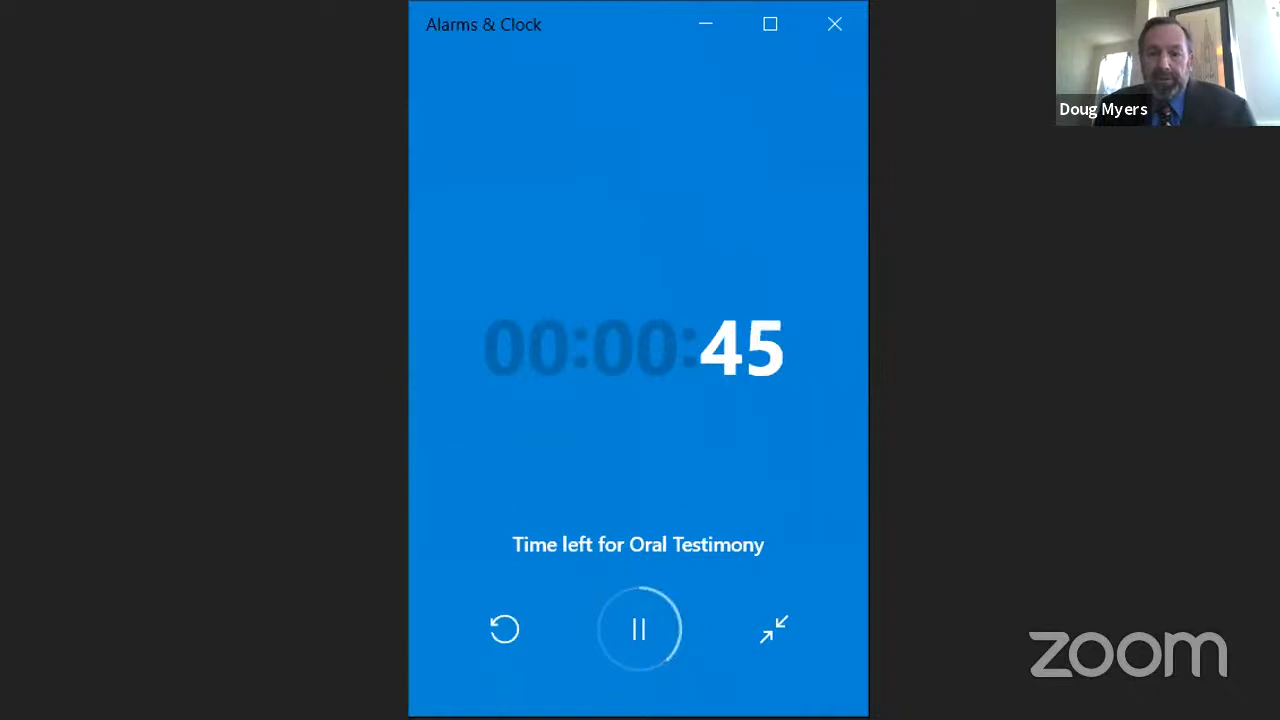 Alarms & Clock
Doug Myers
00:00:45
Time left for Oral Testimony
zoom